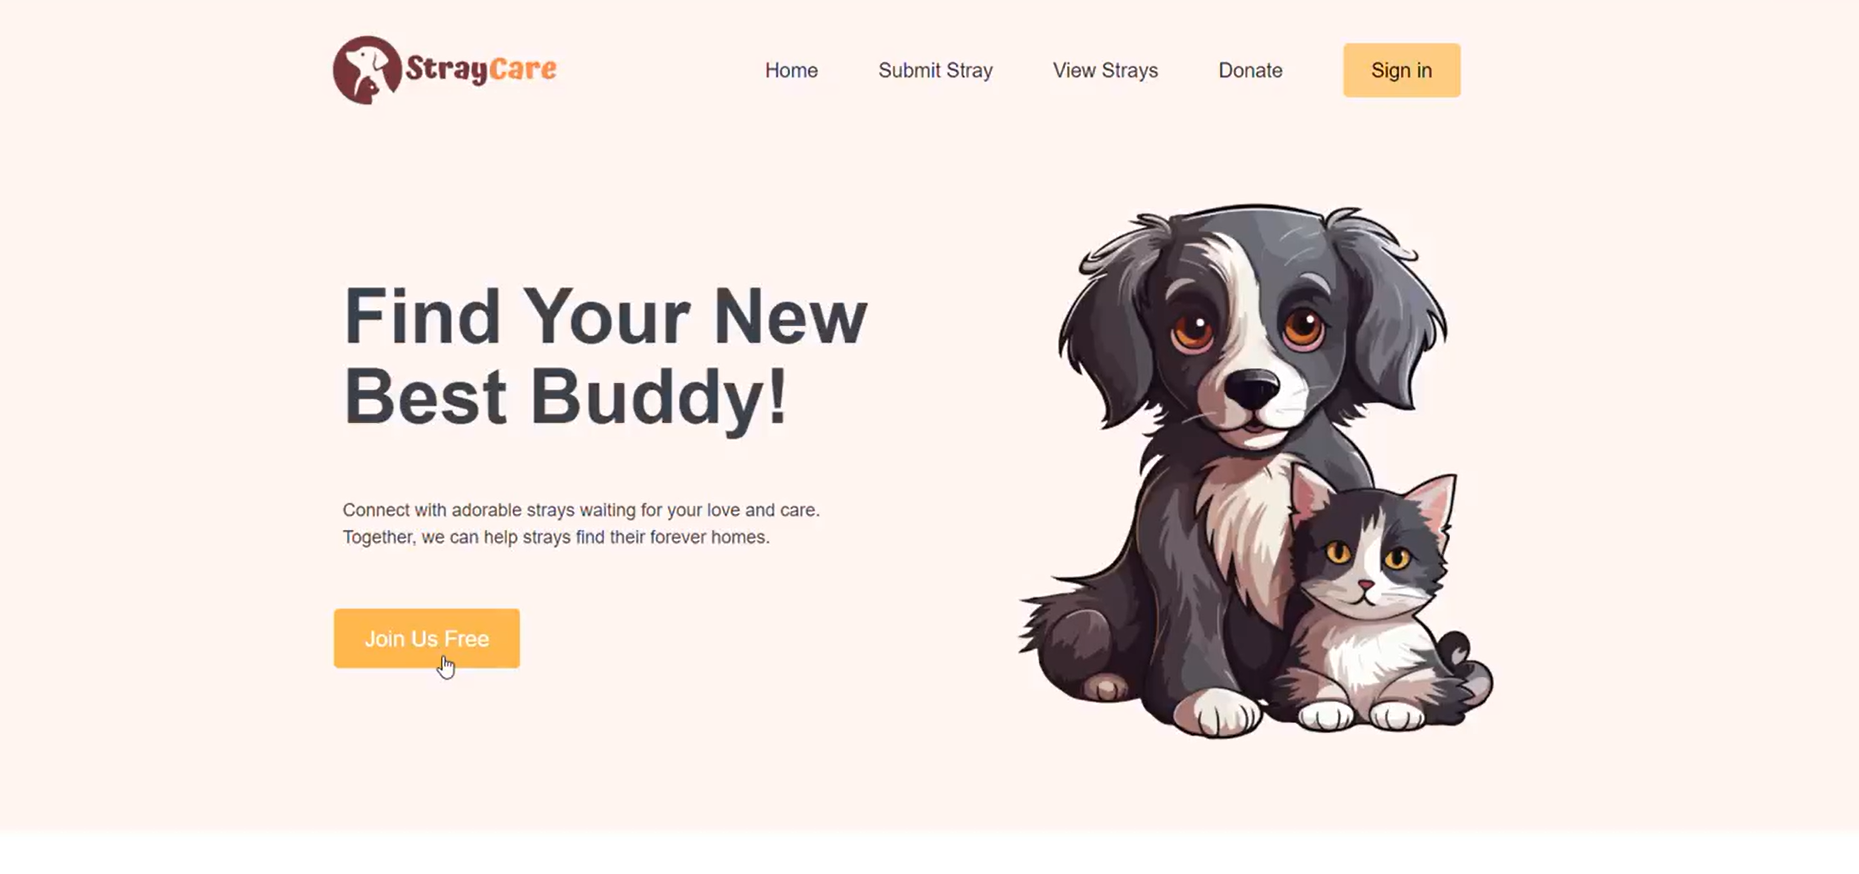 StrayCare
Home
Submit Stray
View Strays
Donate
Sign in
Find Your New
Best Buddy!
Connect with adorable strays waiting for your love and care.
Together, we can help strays find their forever homes.
Join Us Free